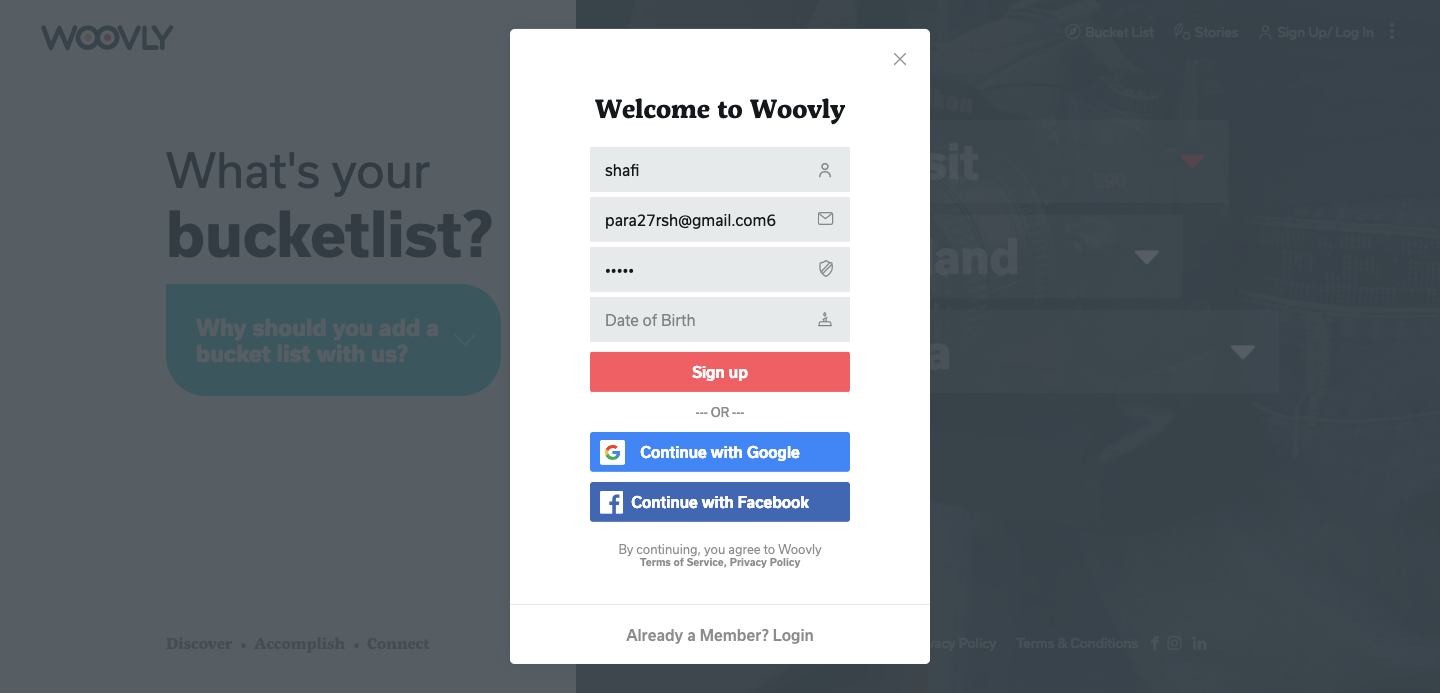 WOOVLY
Bucket List
Stories
Sign Up/ Log In
What's your
bucketlist?
Why should you add a
bucket list with us?
Welcome to Woovly
shafi
para27rsh@gmail.com6
•••••
Date of Birth
Sign up
--- OR ---
Continue with Google
Continue with Facebook
By continuing, you agree to Woovly
Terms of Service, Privacy Policy
Already a Member? Login
Discover • Accomplish • Connect
Policy
Terms & Conditions